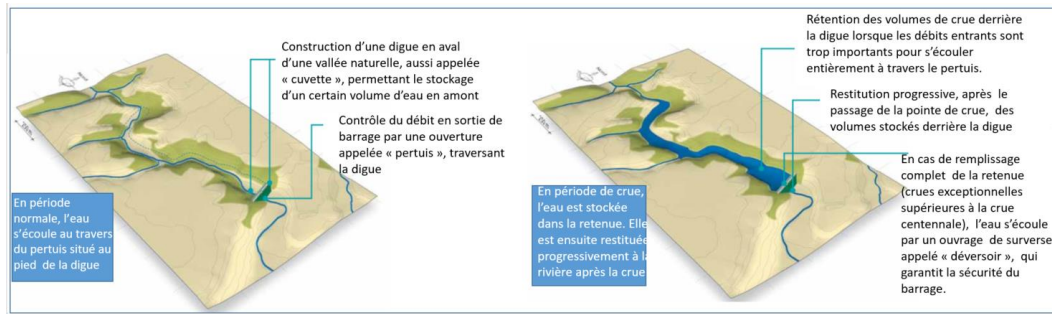 Construction d'une digue en aval
d'une vallée naturelle, aussi appelée
« cuvette », permettant le stockage
d'un certain volume d'eau en amont
Contrôle du débit en sortie de
barrage par une ouverture
appelée « pertuis », traversant
la digue
En période
normale, l'eau
s'écoule au travers
du pertuis situé au
pied de la digue
Rétention des volumes de crue derrière
la digue lorsque les débits entrants sont
trop importants pour s'écouler
entièrement à travers le pertuis.
Restitution progressive, après le
passage de la pointe de crue, des
volumes stockés derrière la digue
En cas de remplissage
complet de la retenue
(crues exceptionnelles
supérieures à la crue
centennale), l'eau s'écoule
par un ouvrage de surverse
appelé « déversoir », qui
garantit la sécurité du
barrage.
En période de crue,
l'eau est stockée
dans la retenue. Elle
est ensuite restituée
progressivement à la
rivière après la crue